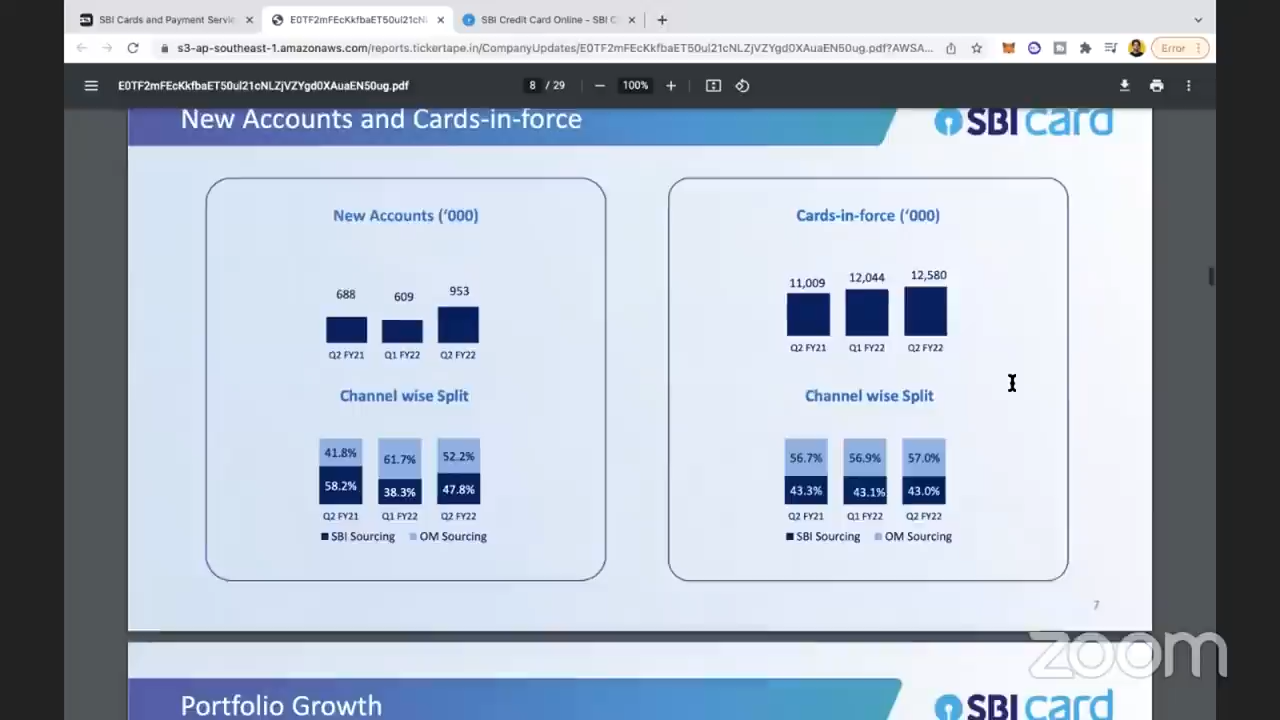 SBI Cards and Payment Servic
E0TF2mFEcKkfbaET50ul21cNL
SBI Credit Card Online - SBI C
s3-ap-southeast-1.amazonaws.com/reports.tickertape.in/CompanyUpdates/E0TF2mFEcKkfbaET50ul21cNLZjVZYgd0XAuaEN50ug.pdf?AWSA...
Error
E0TF2mFEcKkfbaET50ul21cNLZjVZYgd0XAuaEN50ug.pdf
8 / 29
100%
New Accounts and Cards-in-force
SBI card
New Accounts ('000)
688
609
953
Q2 FY21
Q1 FY22
Q2 FY22
Channel wise Split
41.8%
61.7%
52.2%
58.2%
38.3%
47.8%
Q2 FY21
Q1 FY22
Q2 FY22
SBI Sourcing
OM Sourcing
Cards-in-force ('000)
11,009
12,044
12,580
Q2 FY21
Q1 FY22
Q2 FY22
Channel wise Split
56.7%
56.9%
57.0%
43.3%
43.1%
43.0%
Q2 FY21
Q1 FY22
Q2 FY22
SBI Sourcing
OM Sourcing
7
zoom
Portfolio Growth
SBI card